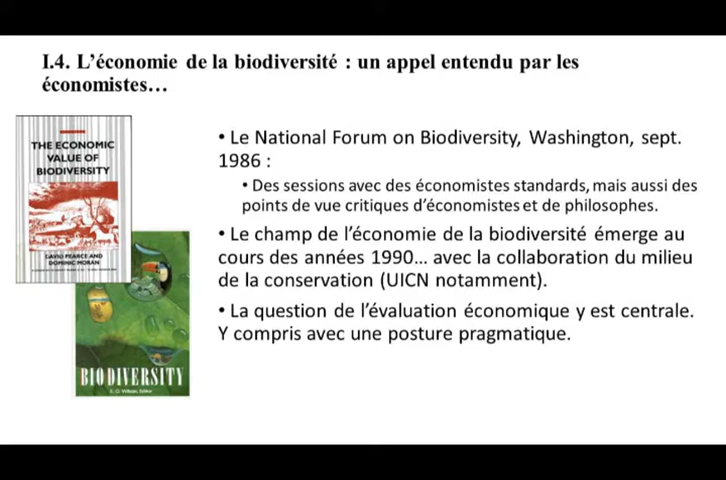 I.4. L’économie de la biodiversité : un appel entendu par les
économistes…
THE ECONOMIC
VALUE OF
BIODIVERSITY
DAVID PEARCE AND
DOMINIC MORAN
BIODIVERSITY
E. O. Wilson, Editor
• Le National Forum on Biodiversity, Washington, sept.
1986 :
• Des sessions avec des économistes standards, mais aussi des
points de vue critiques d’économistes et de philosophes.
• Le champ de l’économie de la biodiversité émerge au
cours des années 1990… avec la collaboration du milieu
de la conservation (UICN notamment).
• La question de l’évaluation économique y est centrale.
Y compris avec une posture pragmatique.